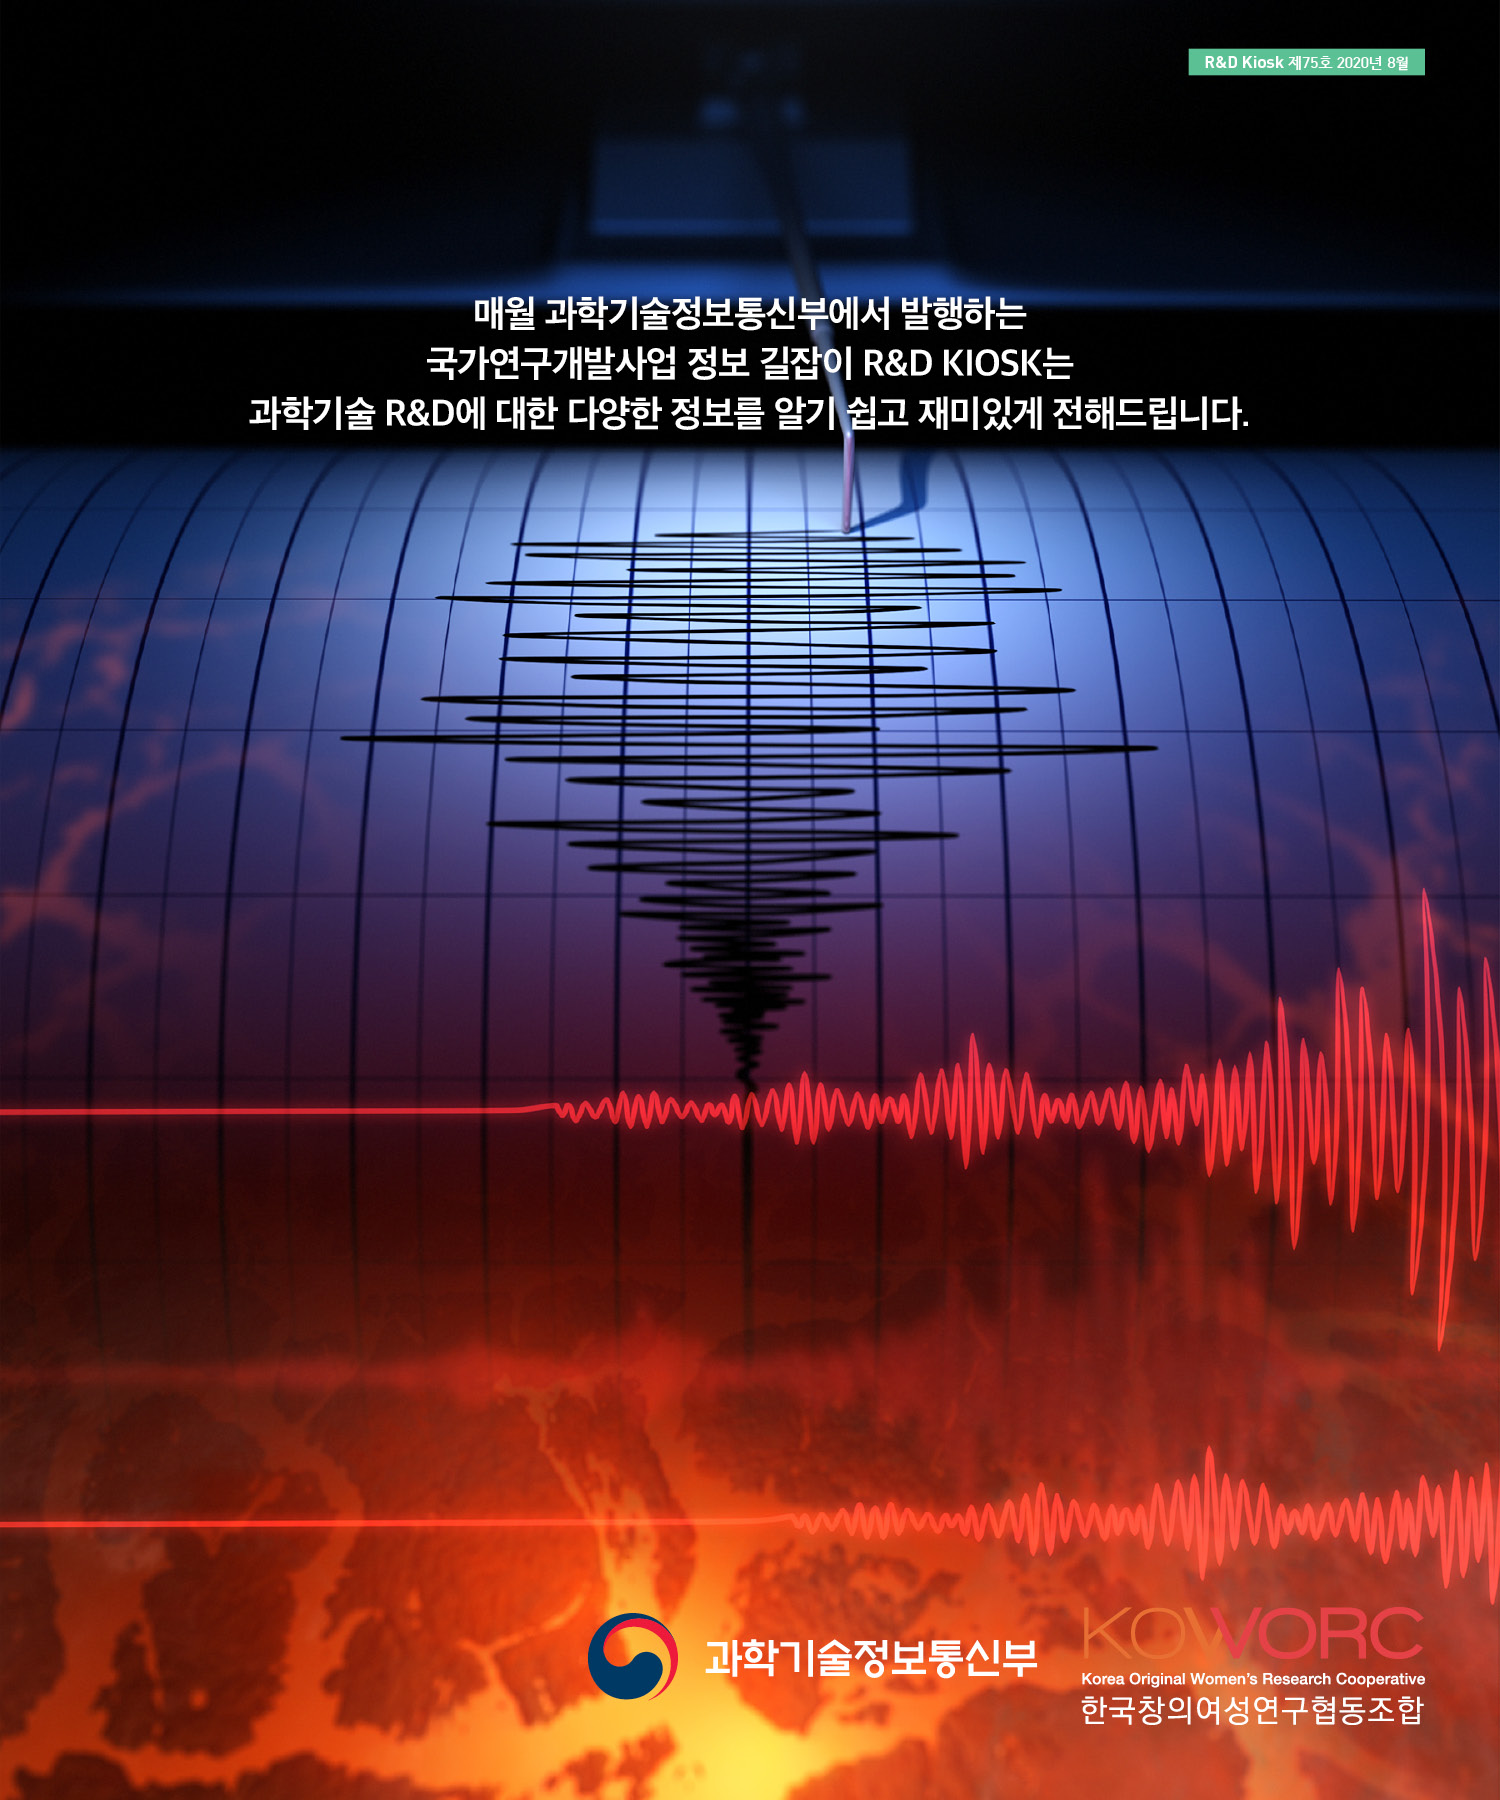 R&D Kiosk 제75호 2020년 8월
매월 과학기술정보통신부에서 발행하는
국가연구개발사업 정보 길잡이 R&D KIOSK는
과학기술 R&D에 대한 다양한 정보를 알기 쉽고 재미있게 전해드립니다.
과학기술정보통신부
KOWORC
Korea Original Women's Research Cooperative
한국창의여성연구협동조합